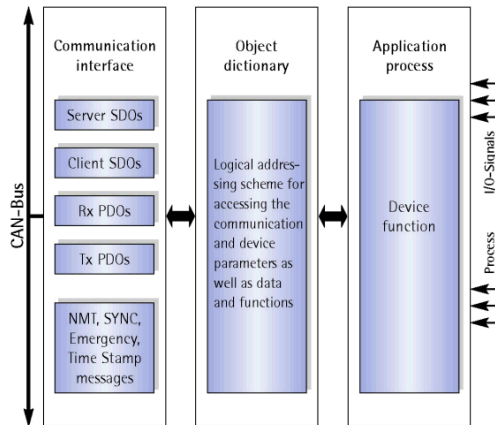 Communication
interface
Server SDOs
Client SDOs
Rx PDOs
Tx PDOs
NMT, SYNC,
Emergency,
Time Stamp
messages
Object
dictionary
Logical addres-
sing scheme for
accessing the
communication
and device
parameters as
well as data
and functions
Application
process
Device
function
CAN-Bus
I/O-Signals
Process